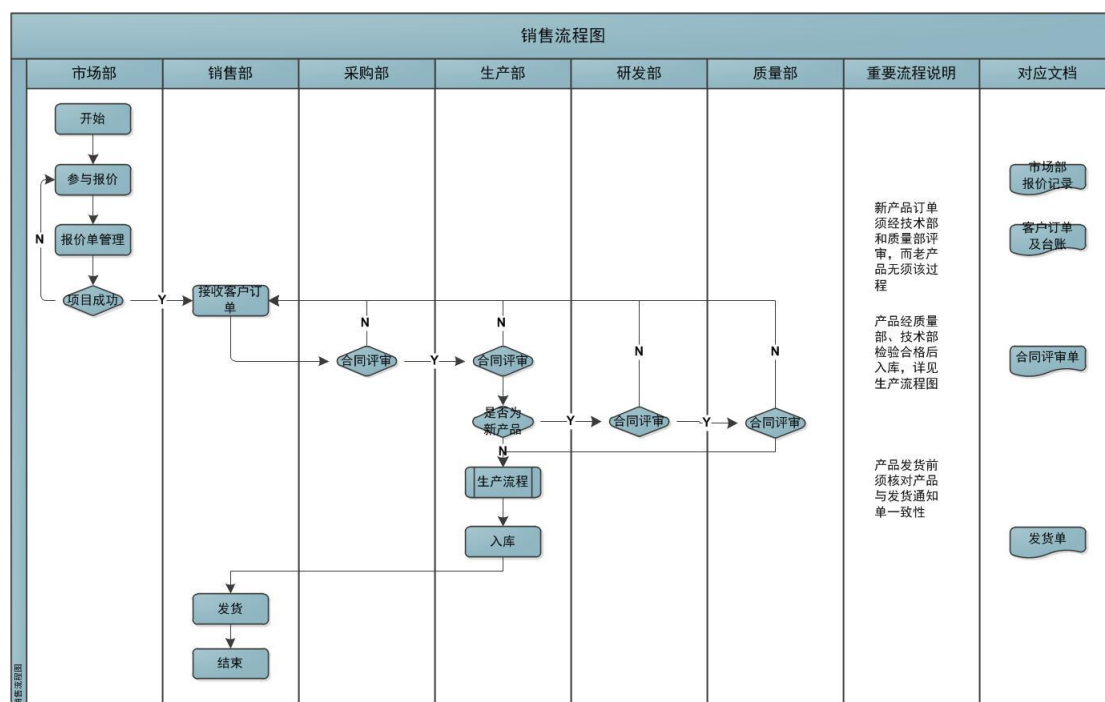 销售流程图
市场部
销售部
采购部
生产部
研发部
质量部
重要流程说明
对应文档
开始
参与报价
市场部
报价记录
新产品订单
须经技术部
和质量部评
审，而老产
品无须该过
程
N
报价单管理
客户订单
及台账
项目成功
Y
接收客户订
单
N
N
N
N
产品经质量
部、技术部
检验合格后
入库，详见
生产流程图
合同评审
Y
合同评审
合同评审单
是否为
新产品
Y
合同评审
Y
合同评审
N
生产流程
产品发货前
须核对产品
与发货通知
单一致性
入库
发货单
发货
结束
销售流程图